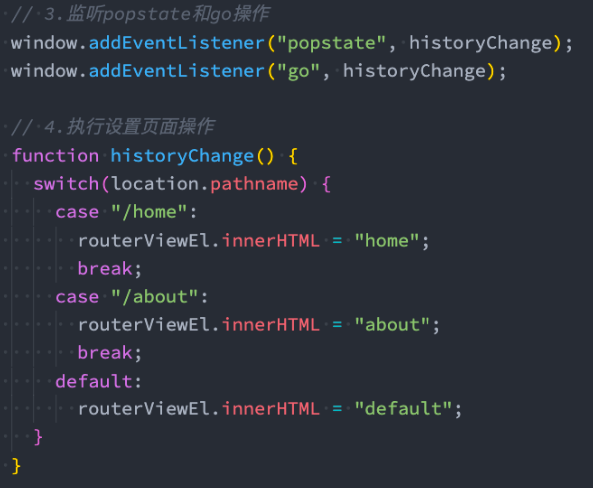 // 3.监听popstate和go操作
window.addEventListener("popstate", historyChange);
window.addEventListener("go", historyChange);

// 4.执行设置页面操作
function historyChange() {
  switch(location.pathname) {
    case "/home":
      routerViewEl.innerHTML = "home";
      break;
    case "/about":
      routerViewEl.innerHTML = "about";
      break;
    default:
      routerViewEl.innerHTML = "default";
  }
}